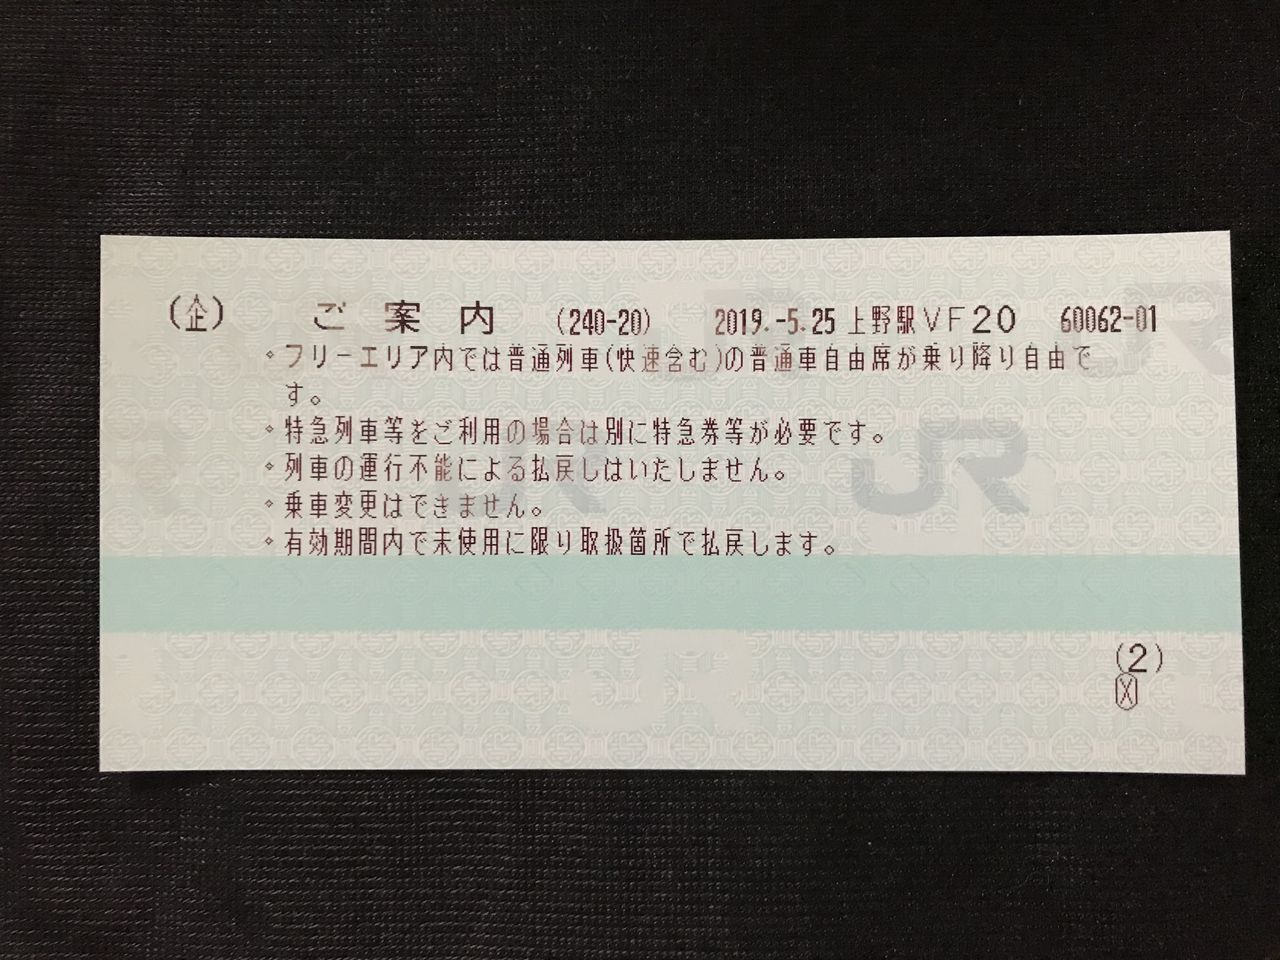 (企) ご案内 (240-20) 2019.-5.25 上野駅VF20 60062-01
・フリーエリア内では普通列車(快速含む)の普通車自由席が乗り降り自由で
す。
・特急列車等をご利用の場合は別に特急券等が必要です。
・列車の運行不能による払戻しはいたしません。
・乗車変更はできません。
・有効期間内で未使用に限り取扱箇所で払戻します。
JR
(2)
Ⓧ